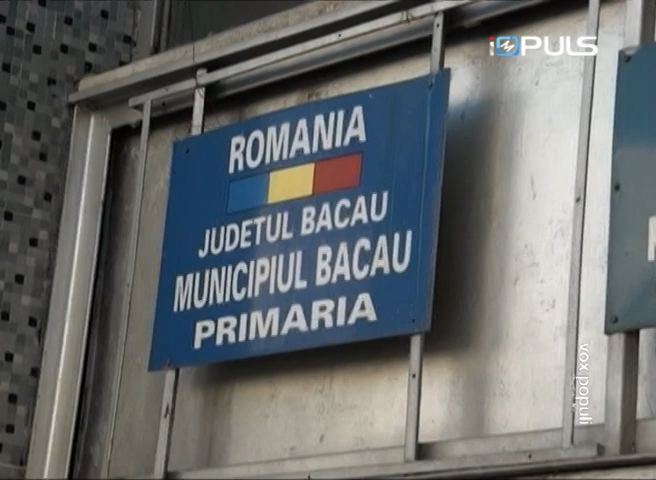 PULS
ROMANIA
JUDETUL BACAU
MUNICIPIUL BACAU
PRIMARIA
vox populi